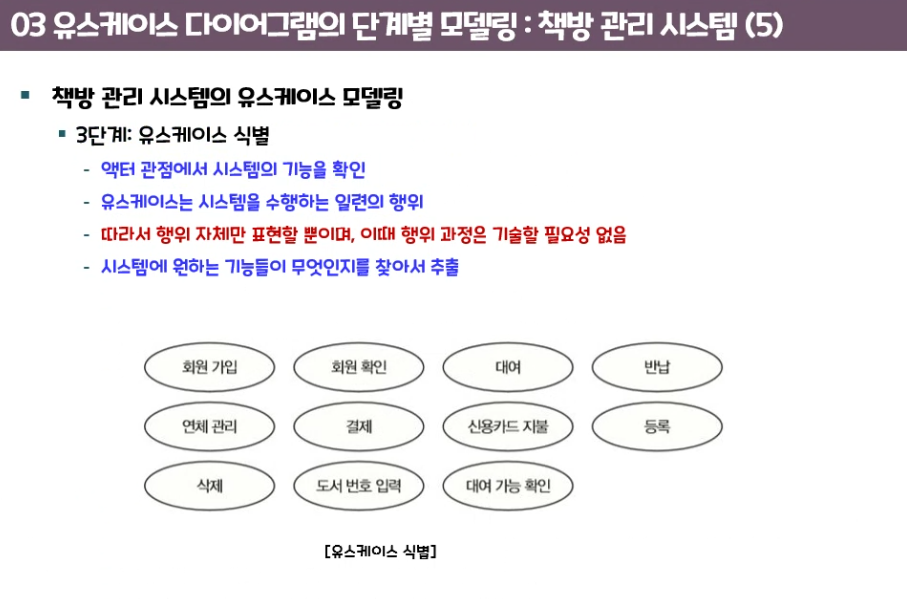 03 유스케이스 다이어그램의 단계별 모델링 : 책방 관리 시스템 (5)
▪ 책방 관리 시스템의 유스케이스 모델링
▪ 3단계: 유스케이스 식별
- 액터 관점에서 시스템의 기능을 확인
- 유스케이스는 시스템을 수행하는 일련의 행위
- 따라서 행위 자체만 표현할 뿐이며, 이때 행위 과정은 기술할 필요성 없음
- 시스템에 원하는 기능들이 무엇인지를 찾아서 추출
회원 가입 회원 확인 대여 반납
연체 관리 결제 신용카드 지불 등록
삭제 도서 번호 입력 대여 가능 확인
[유스케이스 식별]